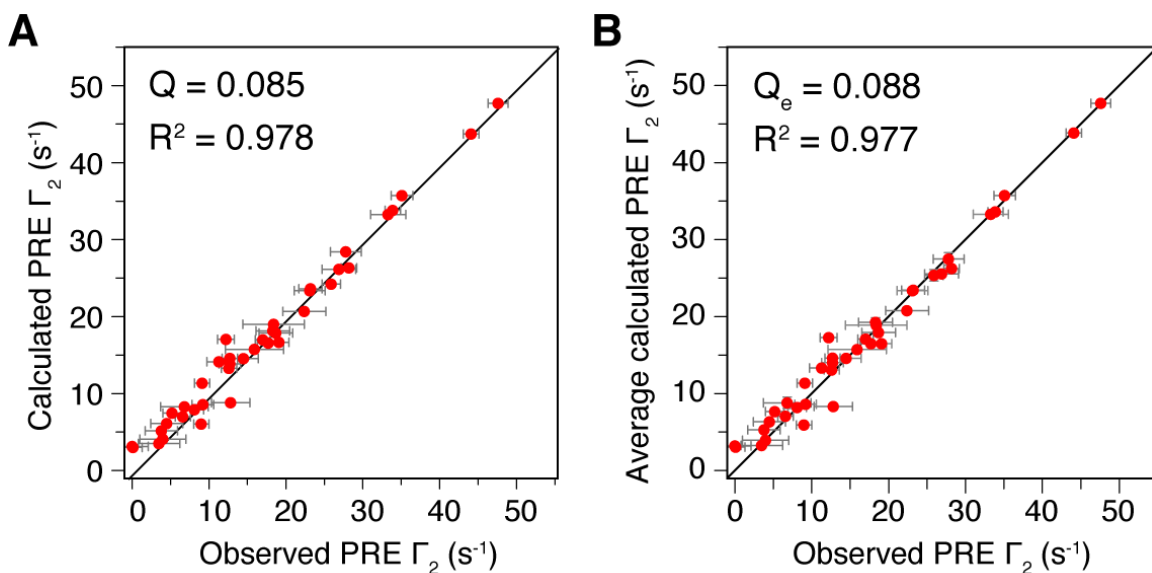 A
Q = 0.085
R² = 0.978
Calculated PRE Γ₂ (s⁻¹)
50
40
30
20
10
0
0 10 20 30 40 50
Observed PRE Γ₂ (s⁻¹)
B
Qₑ = 0.088
R² = 0.977
Average calculated PRE Γ₂ (s⁻¹)
50
40
30
20
10
0
0 10 20 30 40 50
Observed PRE Γ₂ (s⁻¹)